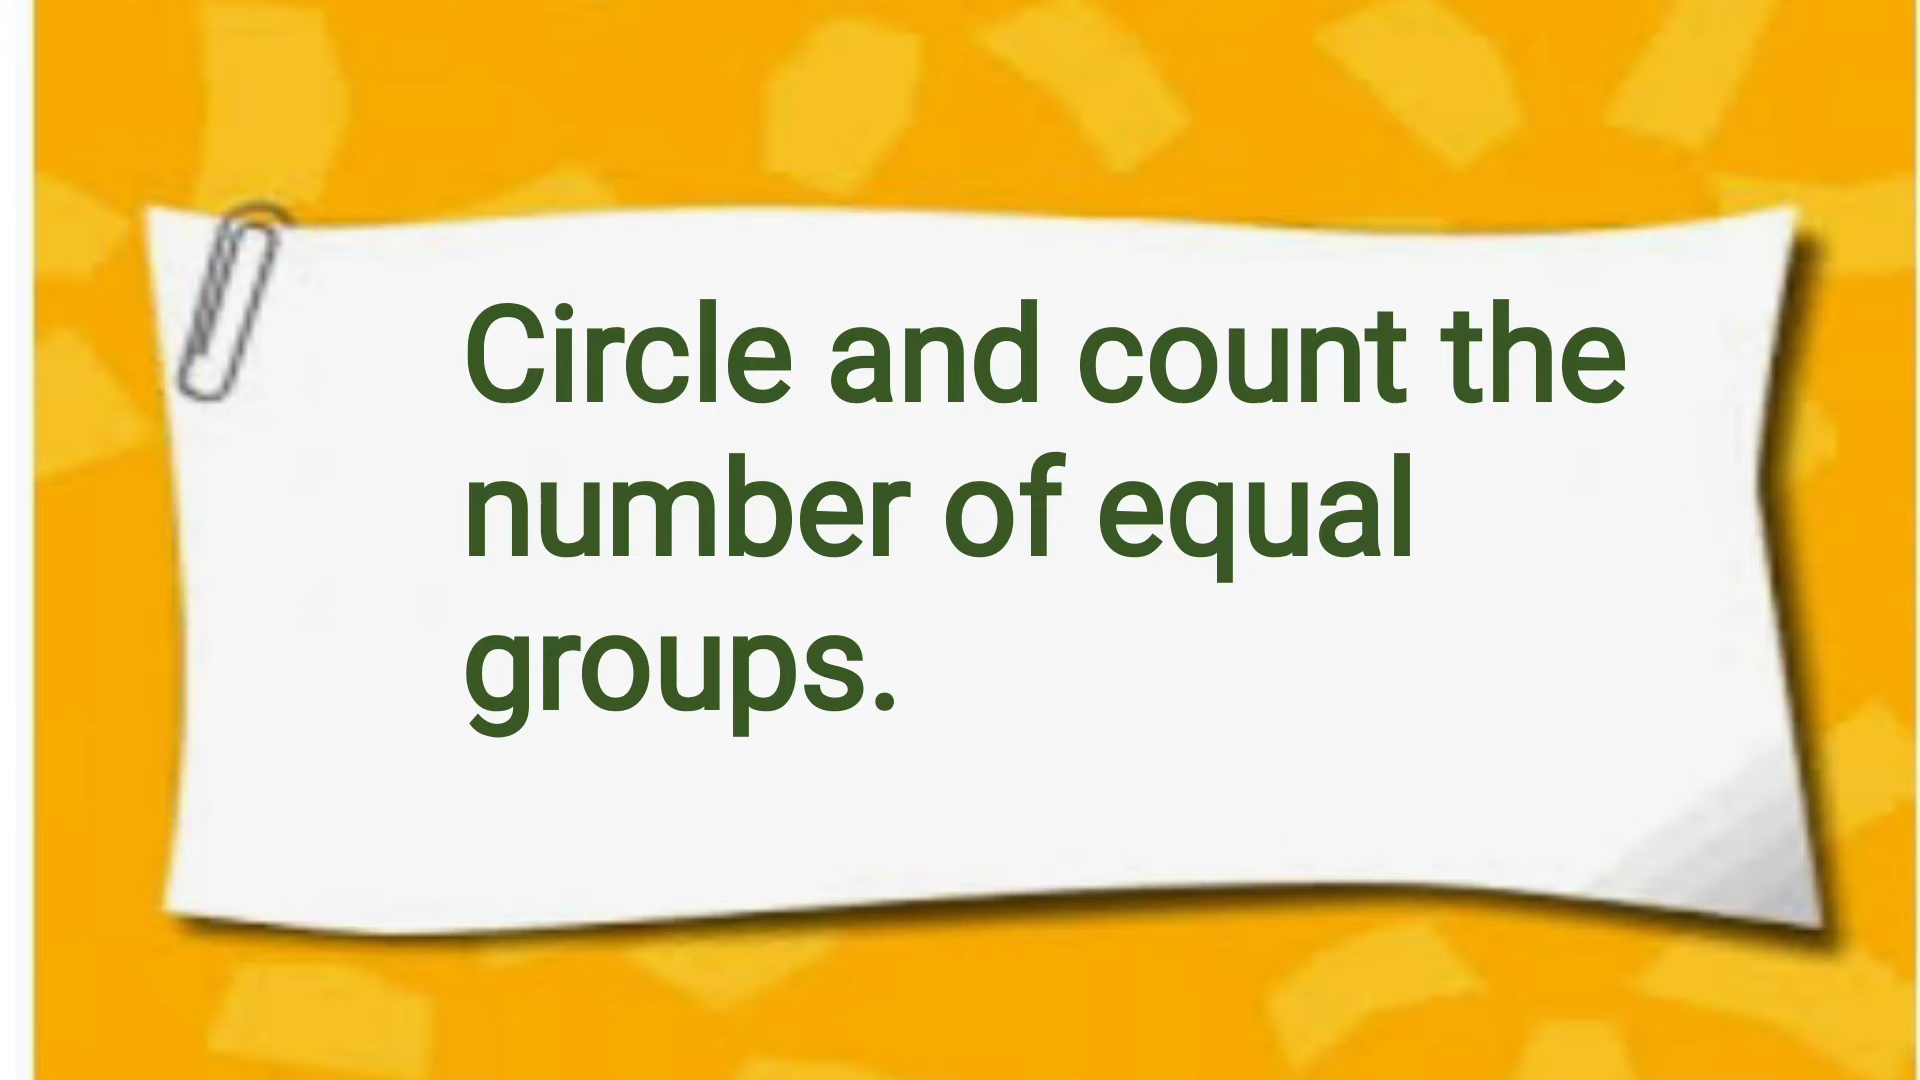 Circle and count the
number of equal
groups.